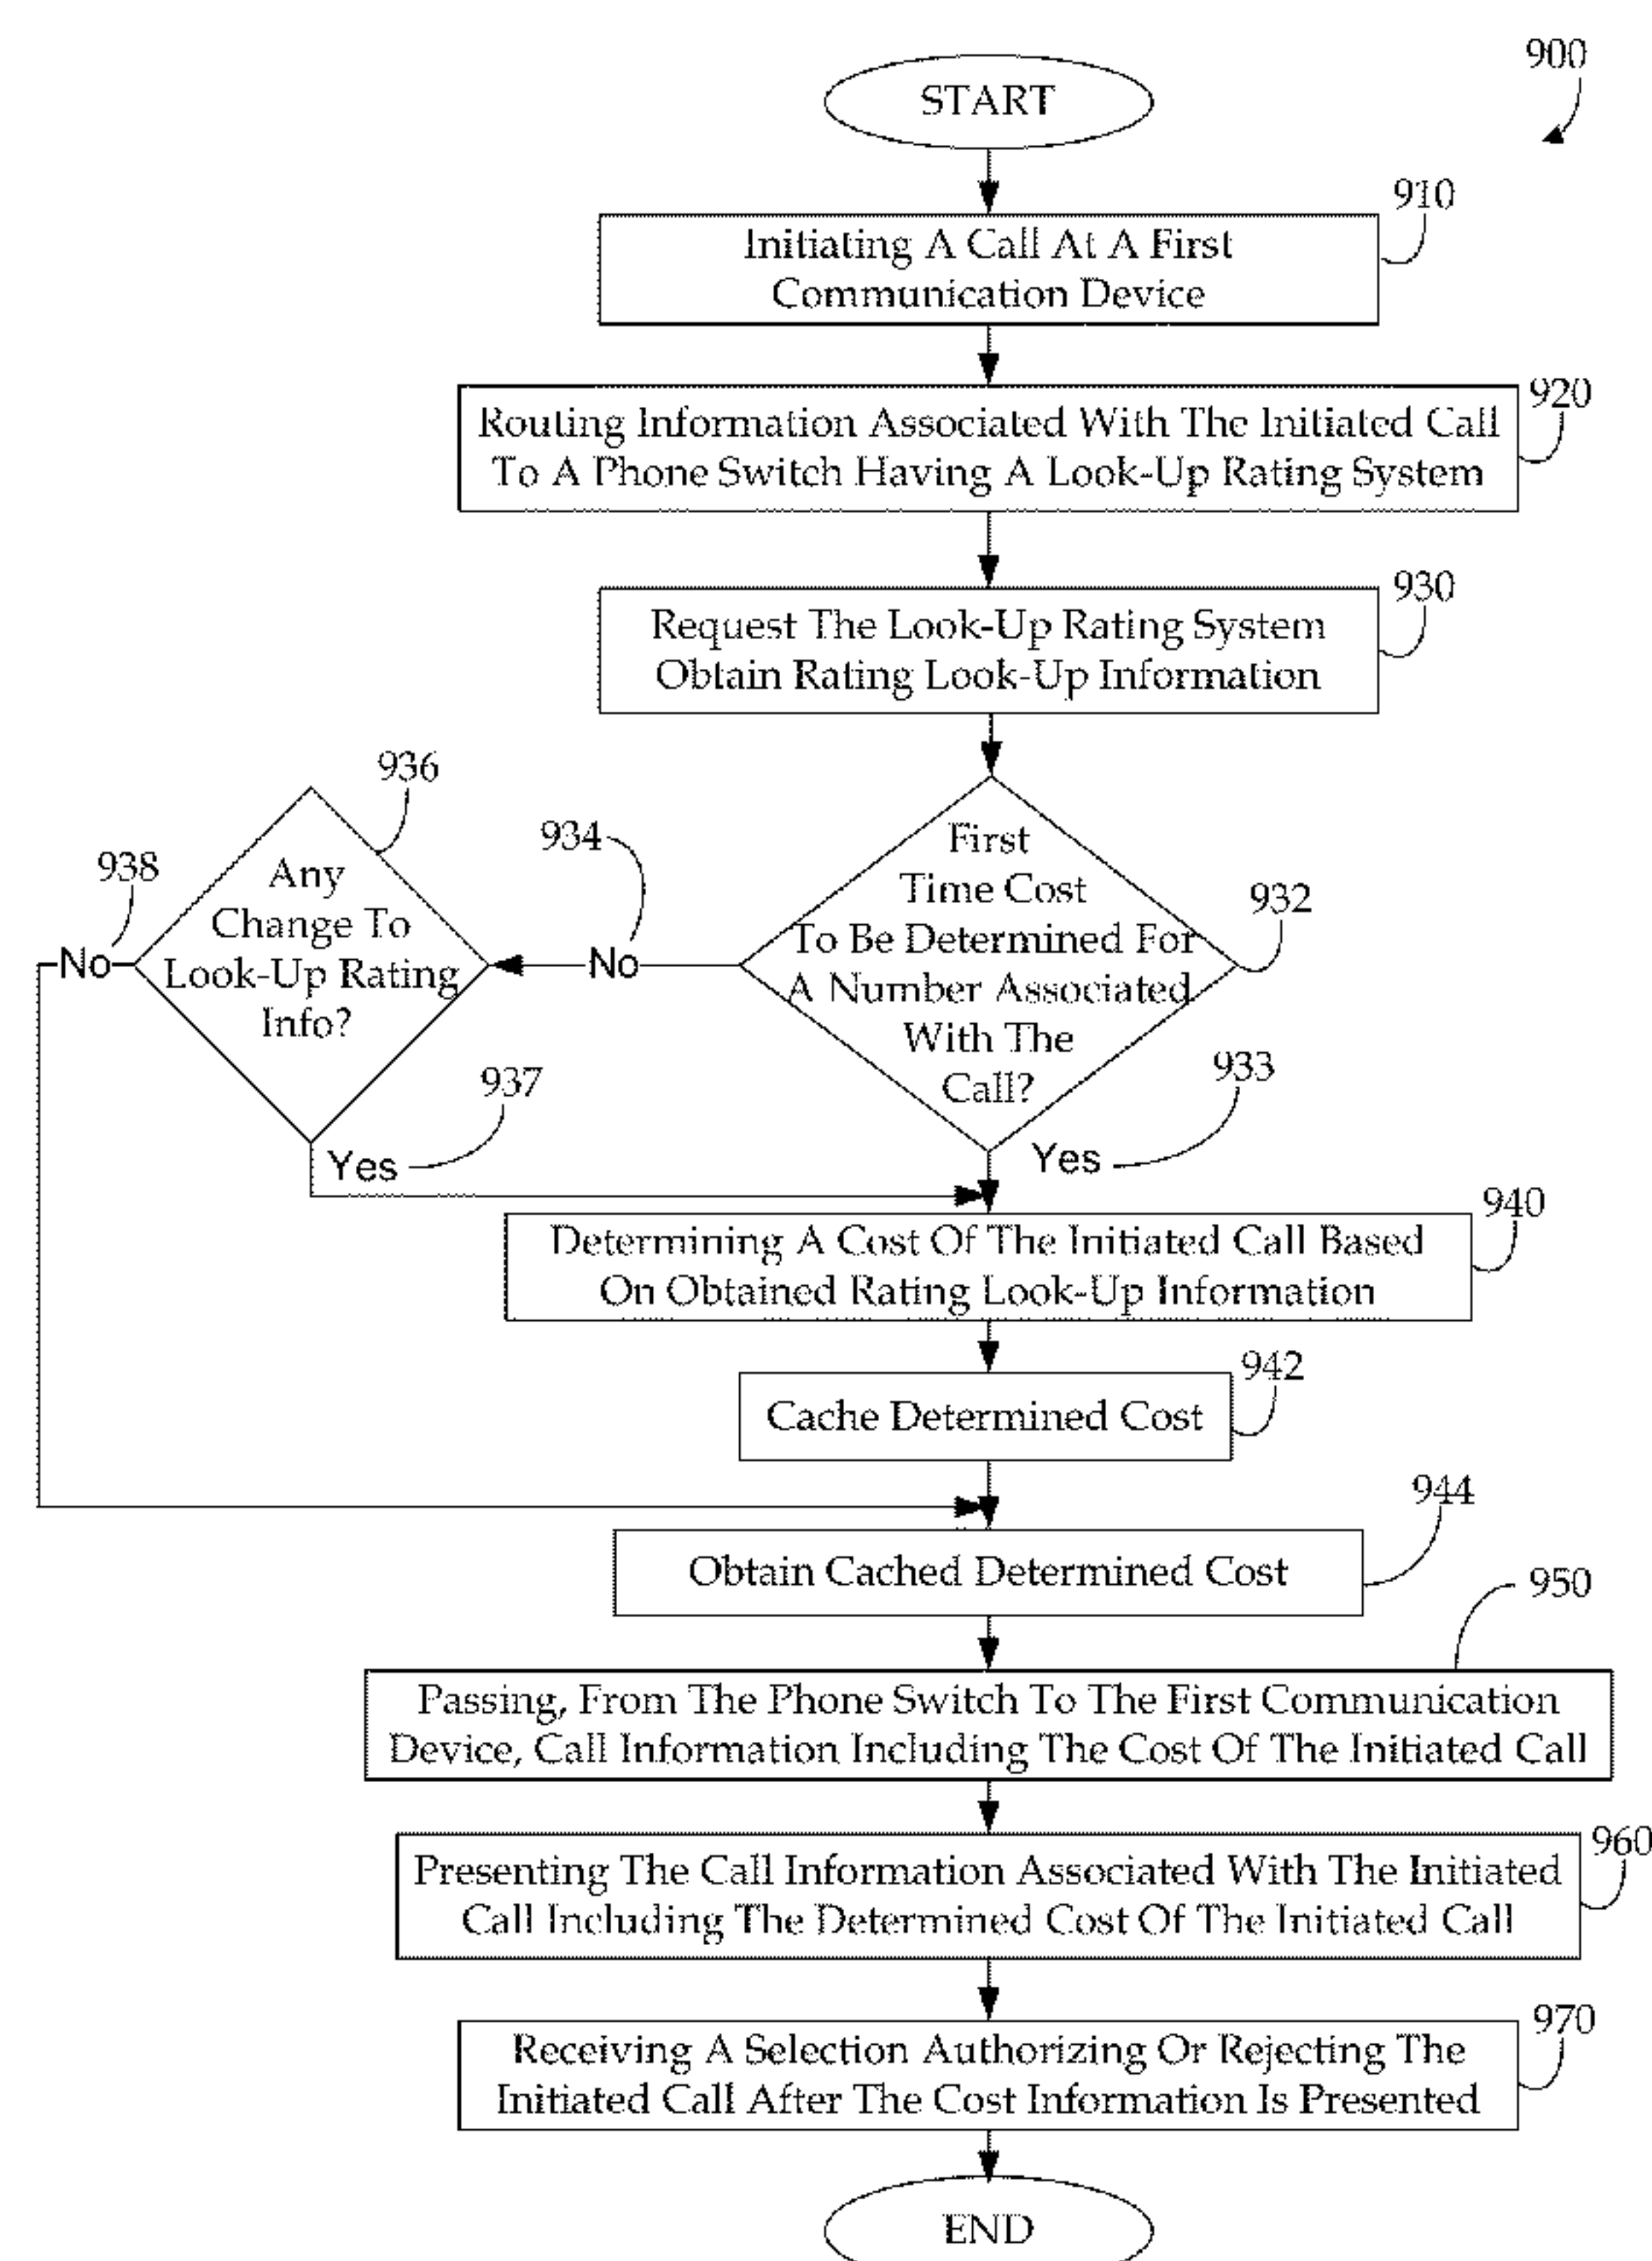 900
START
910
Initiating A Call At A First
Communication Device
920
Routing Information Associated With The Initiated Call
To A Phone Switch Having A Look-Up Rating System
930
Request The Look-Up Rating System
Obtain Rating Look-Up Information
936
934
938
932
First
Time Cost
To Be Determined For
A Number Associated
With The
Call?
Any
Change To
Look-Up Rating
Info?
No
No
937
933
Yes
Yes
940
Determining A Cost Of The Initiated Call Based
On Obtained Rating Look-Up Information
942
Cache Determined Cost
944
Obtain Cached Determined Cost
950
Passing, From The Phone Switch To The First Communication
Device, Call Information Including The Cost Of The Initiated Call
960
Presenting The Call Information Associated With The Initiated
Call Including The Determined Cost Of The Initiated Call
970
Receiving A Selection Authorizing Or Rejecting The
Initiated Call After The Cost Information Is Presented
END